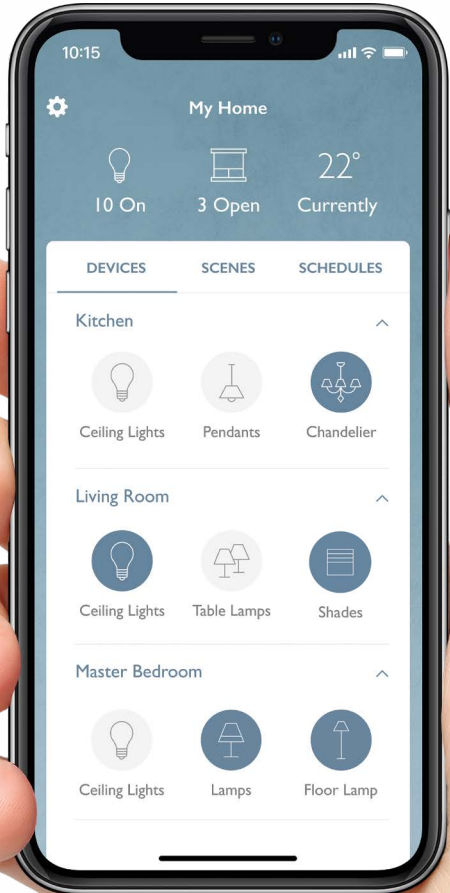 10:15
My Home
10 On 3 Open 22° Currently
DEVICES SCENES SCHEDULES
Kitchen
Ceiling Lights Pendants Chandelier
Living Room
Ceiling Lights Table Lamps Shades
Master Bedroom
Ceiling Lights Lamps Floor Lamp